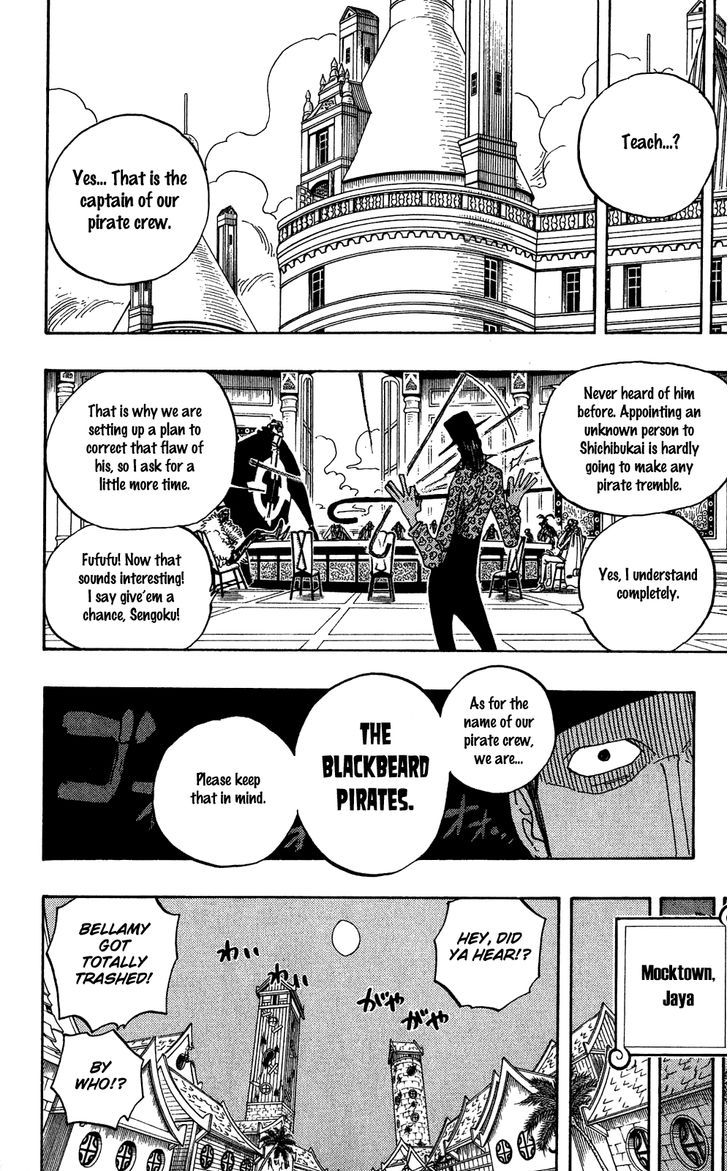 Teach...?
Yes... That is the
captain of our
pirate crew.
Never heard of him
before. Appointing an
unknown person to
Shichibukai is hardly
going to make any
pirate tremble.
Yes, I understand
completely.
That is why we are
setting up a plan to
correct that flaw of
his, so I ask for a
little more time.
Fufufu! Now that
sounds interesting!
I say give'em a
chance, Sengoku!
As for the
name of our
pirate crew,
we are...
THE
BLACKBEARD
PIRATES.
Please keep
that in mind.
ゴ
オオ...
Mocktown,
Jaya
HEY, DID
YA HEAR!?
BELLAMY
GOT
TOTALLY
TRASHED!
BY
WHO!?
わい
わい
がや
がや